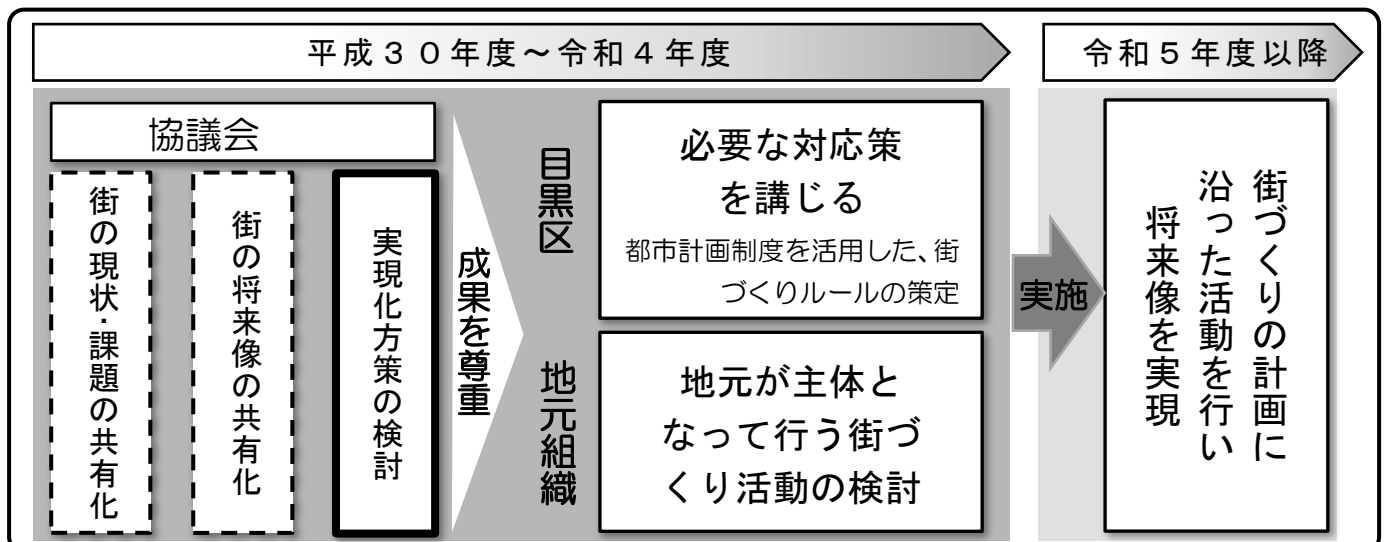 平成３０年度～令和４年度
令和５年度以降
協議会
街の現状・課題の共有化
街の将来像の共有化
実現化方策の検討
成果を尊重
目黒区
必要な対応策
を講じる
都市計画制度を活用した、街
づくりルールの策定
地元組織
地元が主体と
なって行う街づ
くり活動の検討
実施
街づくりの計画に
沿った活動を行い
将来像を実現